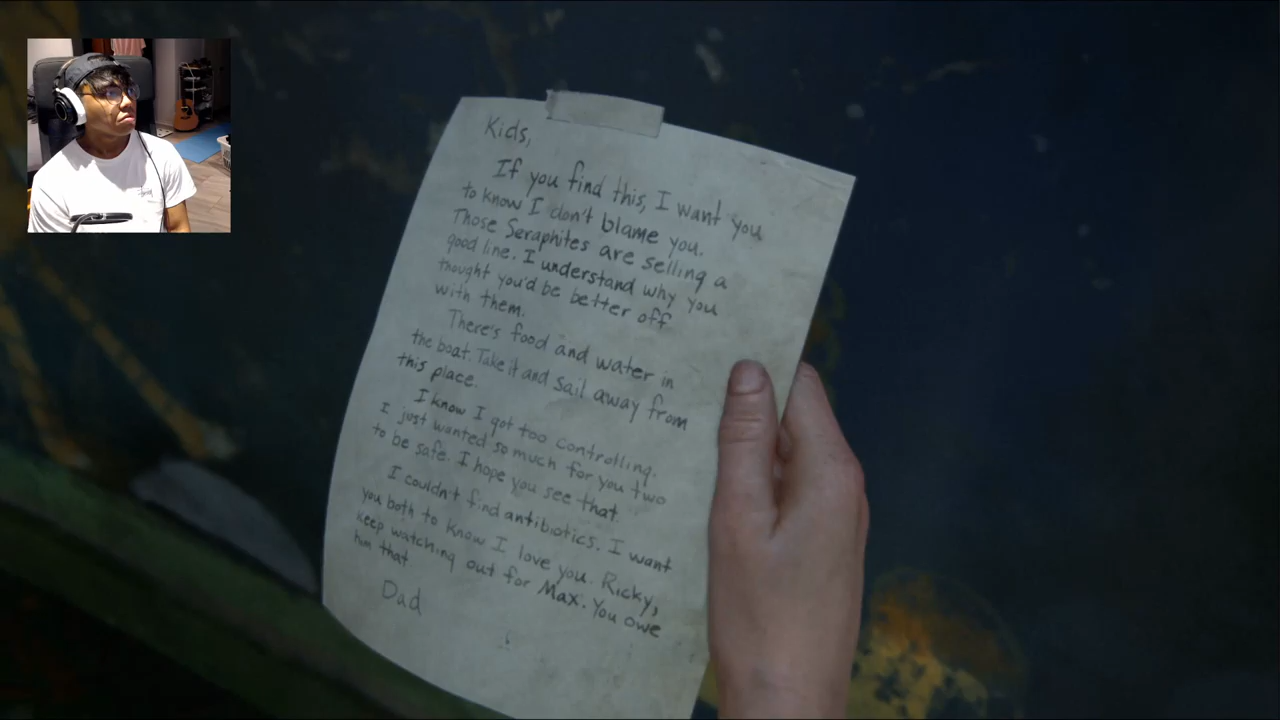 Kids,
If you find this, I want you
to know I don't blame you.
Those Seraphites are selling a
good line. I understand why you
thought you'd be better off
with them.
There's food and water in
the boat. Take it and sail away from
this place.
I know I got too controlling.
I just wanted so much for you two
to be safe. I hope you see that.
I couldn't find antibiotics. I want
you both to know I love you. Ricky,
keep watching out for Max. You owe
him that
Dad